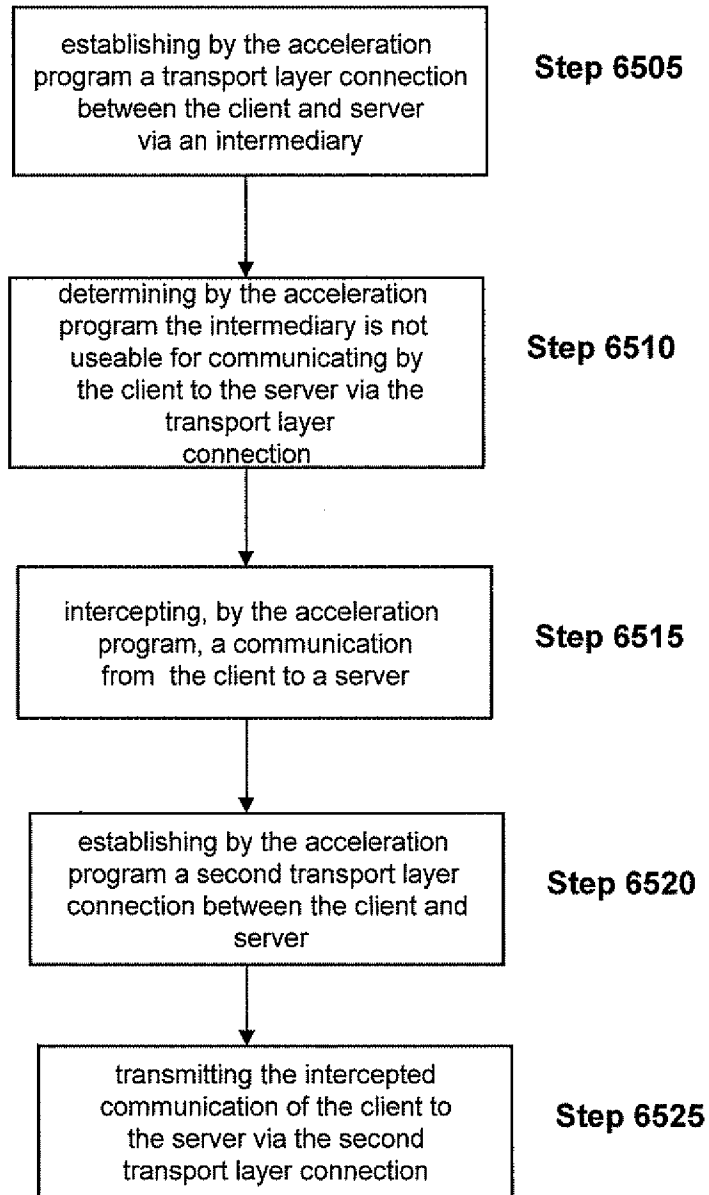 establishing by the acceleration
program a transport layer connection
between the client and server
via an intermediary
Step 6505
determining by the acceleration
program the intermediary is not
useable for communicating by
the client to the server via the
transport layer
connection
Step 6510
intercepting, by the acceleration
program, a communication
from the client to a server
Step 6515
establishing by the acceleration
program a second transport layer
connection between the client and
server
Step 6520
transmitting the intercepted
communication of the client to
the server via the second
transport layer connection
Step 6525